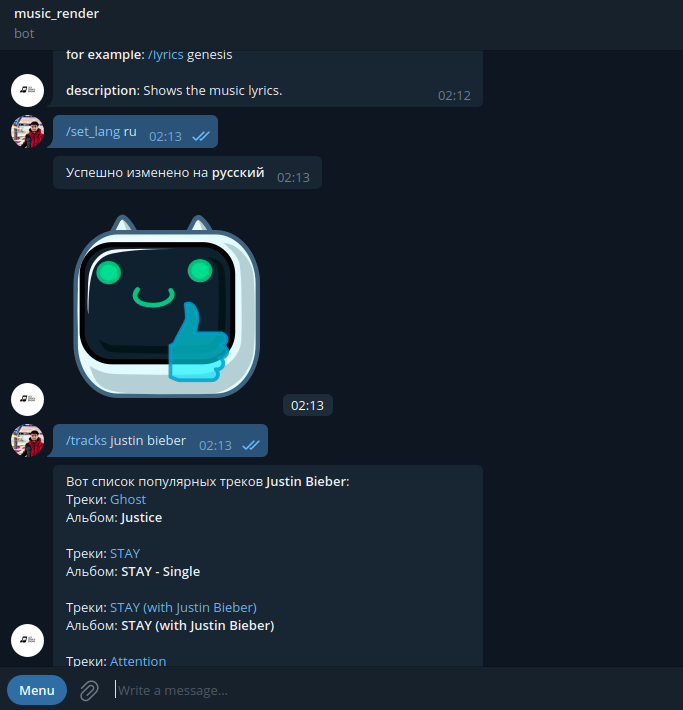 music_render
bot
for example: /lyrics genesis
description: Shows the music lyrics.
02:12
/set_lang ru 02:13
Успешно изменено на русский 02:13
02:13
/tracks justin bieber 02:13
Вот список популярных треков Justin Bieber:
Треки: Ghost
Альбом: Justice
Треки: STAY
Альбом: STAY - Single
Треки: STAY (with Justin Bieber)
Альбом: STAY (with Justin Bieber)
Треки: Attention
Menu
Write a message...